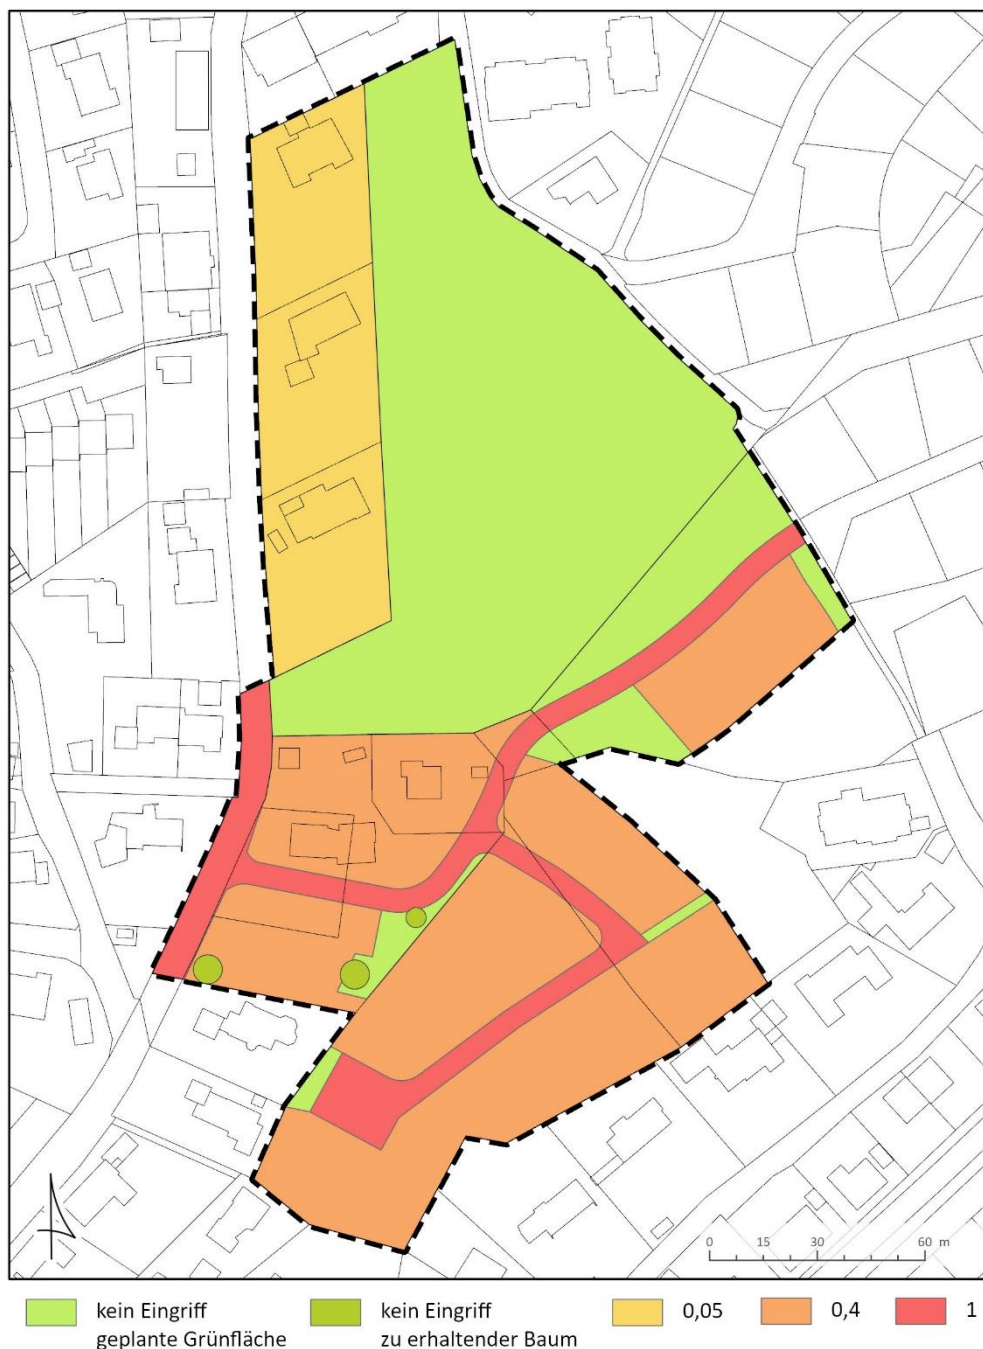 0 15 30 60 m
kein Eingriff
geplante Grünfläche
kein Eingriff
zu erhaltender Baum
0,05
0,4
1